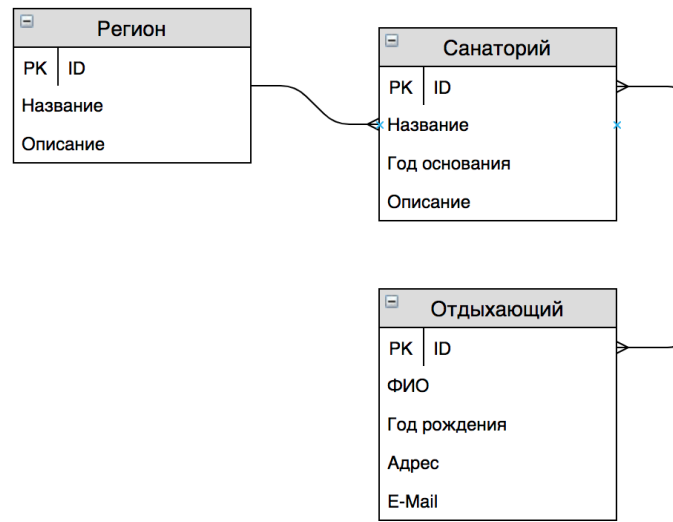 Регион
PK ID
Название
Описание
Санаторий
PK ID
Название
Год основания
Описание
Отдыхающий
PK ID
ФИО
Год рождения
Адрес
E-Mail